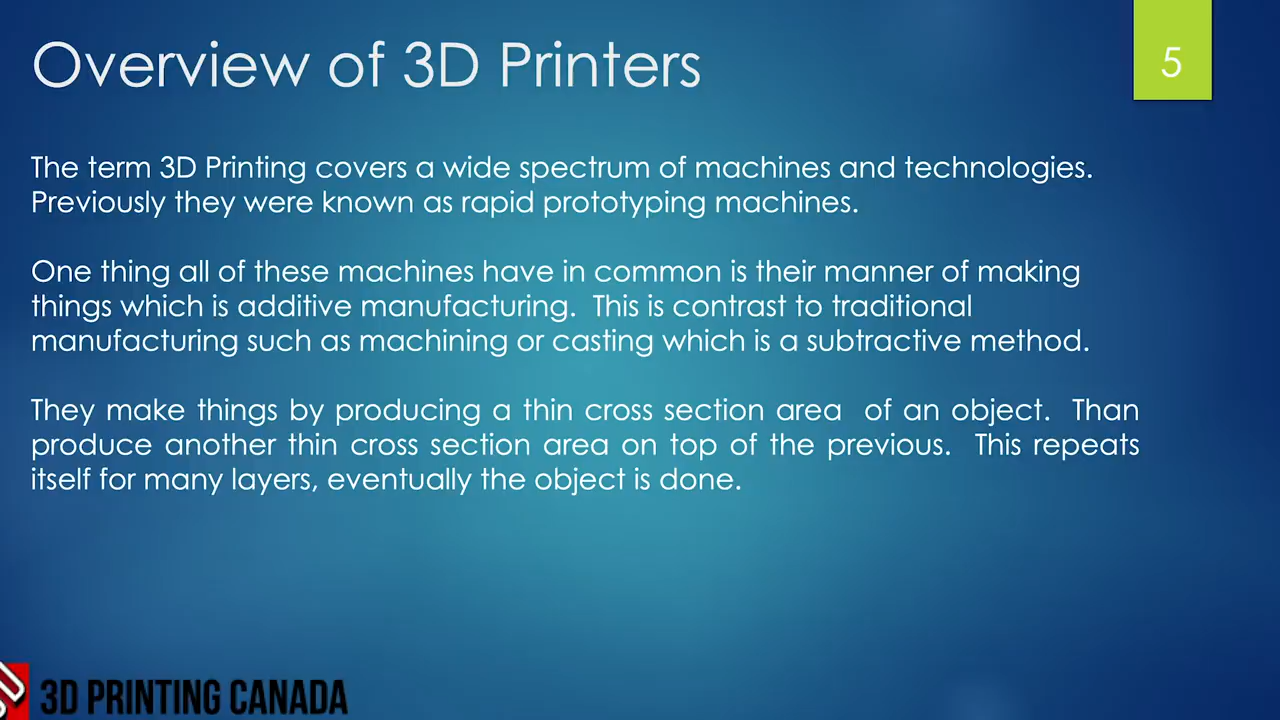 Overview of 3D Printers
5
The term 3D Printing covers a wide spectrum of machines and technologies.
Previously they were known as rapid prototyping machines.
One thing all of these machines have in common is their manner of making
things which is additive manufacturing.  This is contrast to traditional
manufacturing such as machining or casting which is a subtractive method.
They make things by producing a thin cross section area  of an object.  Than
produce another thin cross section area on top of the previous.  This repeats
itself for many layers, eventually the object is done.
3D PRINTING CANADA